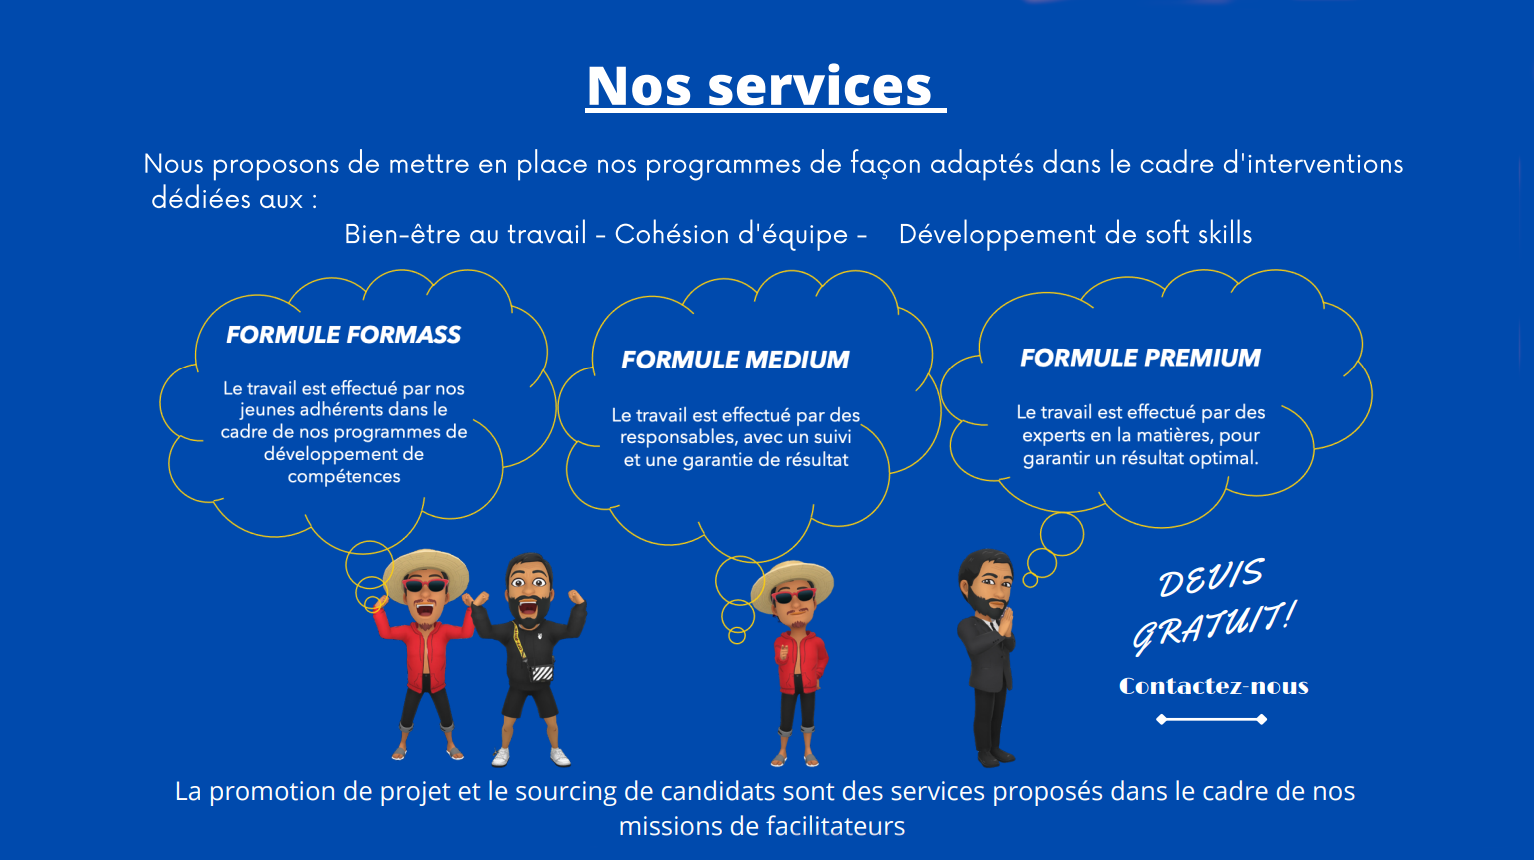 Nos services
Nous proposons de mettre en place nos programmes de façon adaptés dans le cadre d'interventions
dédiées aux :
Bien-être au travail - Cohésion d'équipe - Développement de soft skills
FORMULE FORMASS
Le travail est effectué par nos
jeunes adhérents dans le
cadre de nos programmes de
développement de
compétences
FORMULE MEDIUM
Le travail est effectué par des
responsables, avec un suivi
et une garantie de résultat
FORMULE PREMIUM
Le travail est effectué par des
experts en la matières, pour
garantir un résultat optimal.
DEVIS
GRATUIT!
Contactez-nous
La promotion de projet et le sourcing de candidats sont des services proposés dans le cadre de nos
missions de facilitateurs